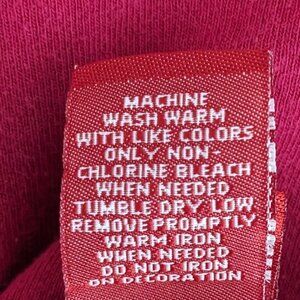 MACHINE
WASH WARM
WITH LIKE COLORS
ONLY NON-
CHLORINE BLEACH
WHEN NEEDED
TUMBLE DRY LOW
REMOVE PROMPTLY
WARM IRON
WHEN NEEDED
DO NOT IRON
ON DECORATION